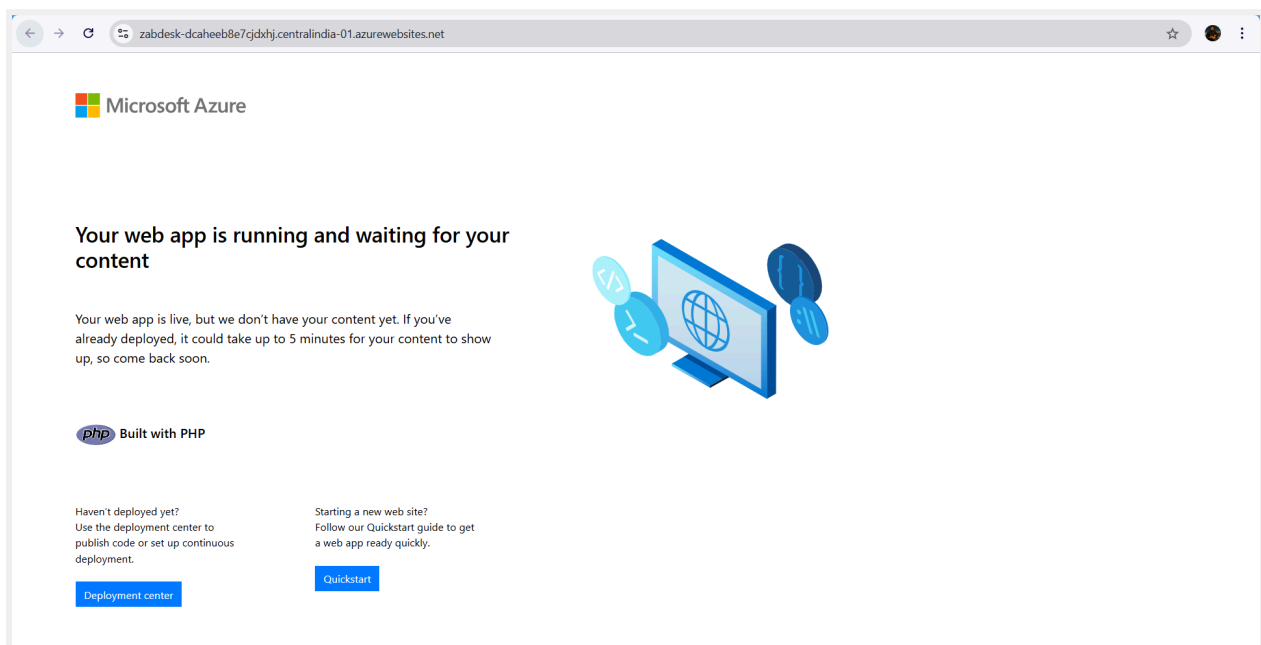 zabdesk-dcaheeb8e7cjdxhj.centralindia-01.azurewebsites.net
Microsoft Azure
Your web app is running and waiting for your
content
Your web app is live, but we don't have your content yet. If you've
already deployed, it could take up to 5 minutes for your content to show
up, so come back soon.
php Built with PHP
Haven't deployed yet?
Use the deployment center to
publish code or set up continuous
deployment.
Deployment center
Starting a new web site?
Follow our Quickstart guide to get
a web app ready quickly.
Quickstart